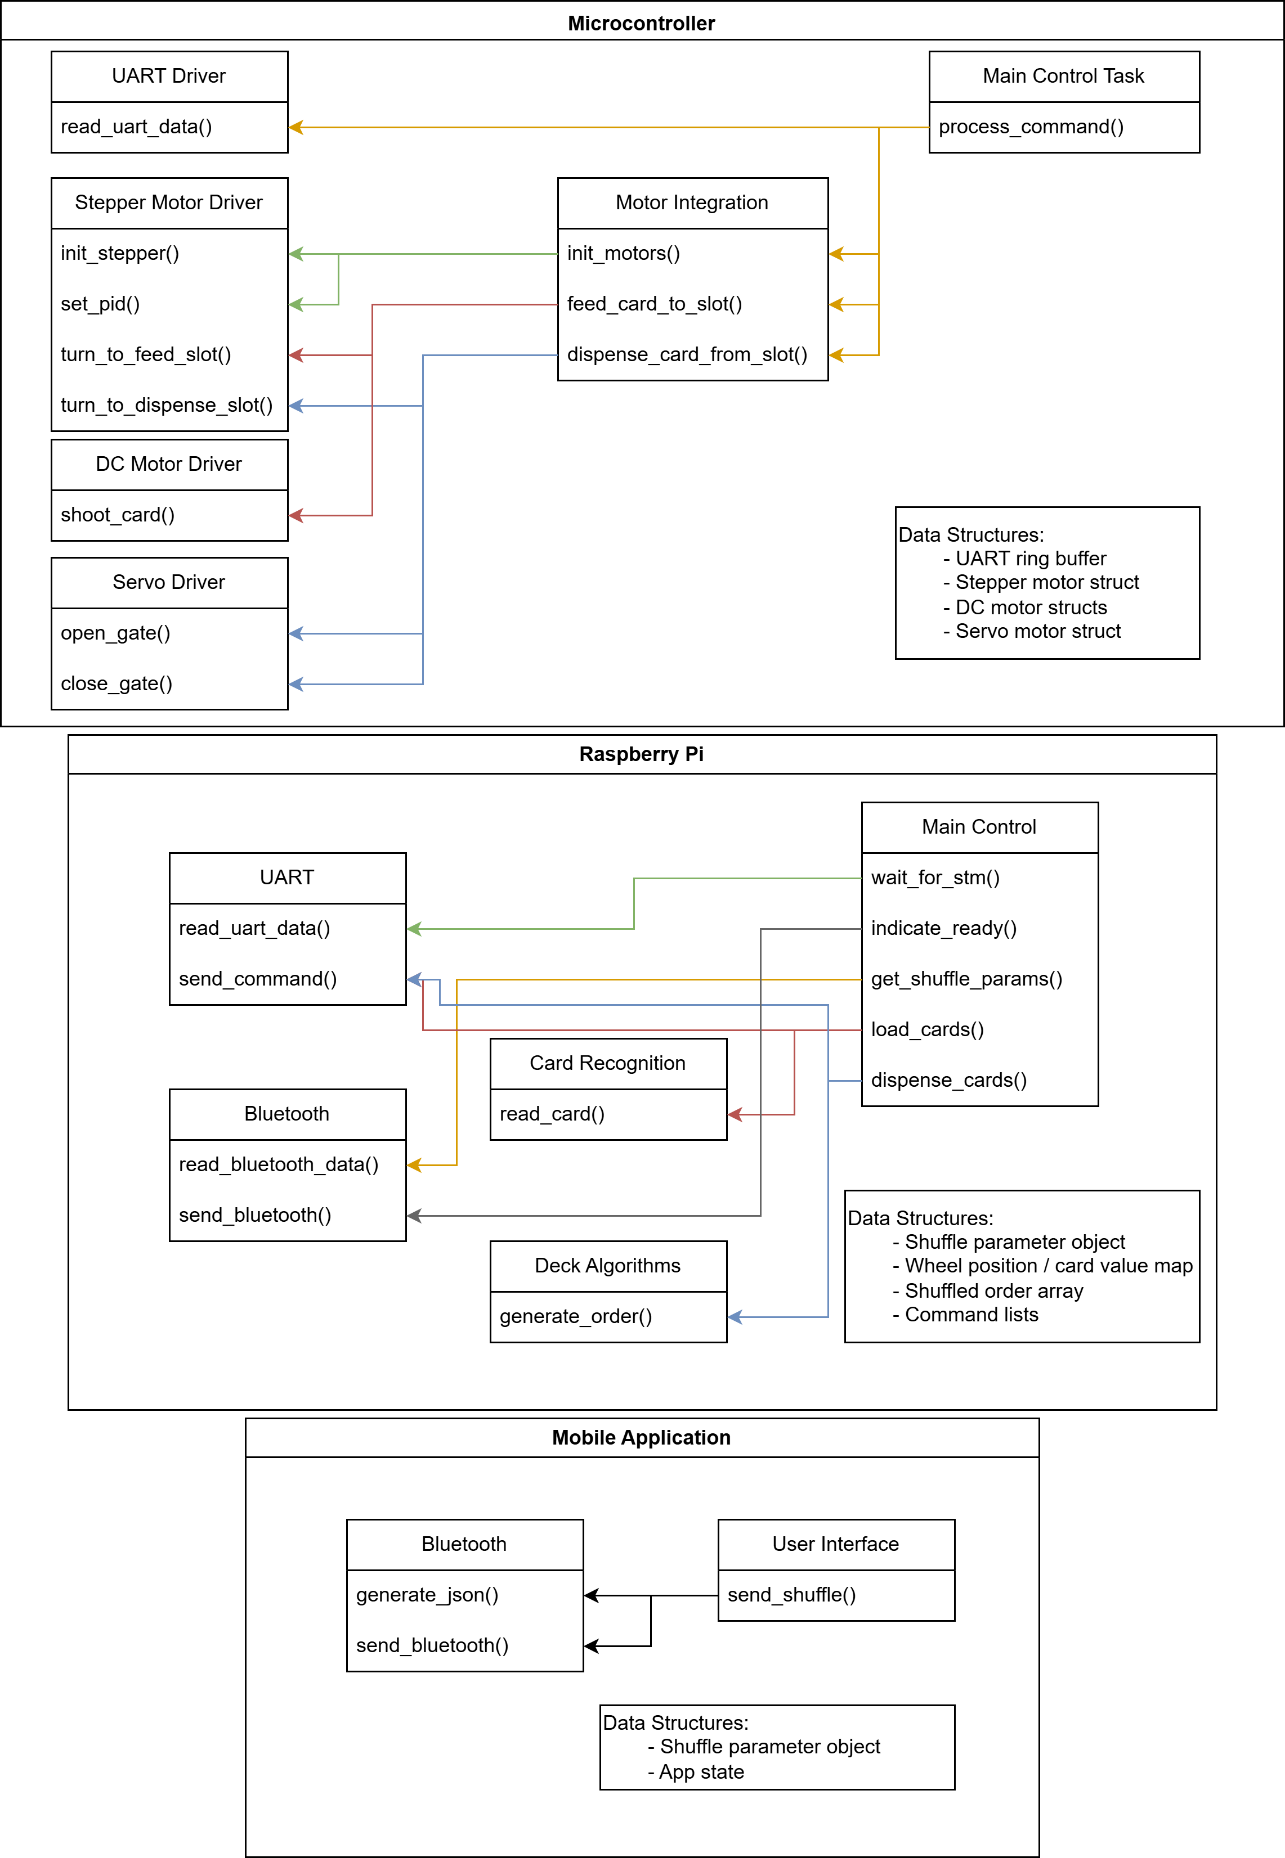 Microcontroller
UART Driver
read_uart_data()
Main Control Task
process_command()
Stepper Motor Driver
init_stepper()
set_pid()
turn_to_feed_slot()
turn_to_dispense_slot()
Motor Integration
init_motors()
feed_card_to_slot()
dispense_card_from_slot()
DC Motor Driver
shoot_card()
Servo Driver
open_gate()
close_gate()
Data Structures:
- UART ring buffer
- Stepper motor struct
- DC motor structs
- Servo motor struct
Raspberry Pi
UART
read_uart_data()
send_command()
Main Control
wait_for_stm()
indicate_ready()
get_shuffle_params()
load_cards()
dispense_cards()
Card Recognition
read_card()
Bluetooth
read_bluetooth_data()
send_bluetooth()
Deck Algorithms
generate_order()
Data Structures:
- Shuffle parameter object
- Wheel position / card value map
- Shuffled order array
- Command lists
Mobile Application
Bluetooth
generate_json()
send_bluetooth()
User Interface
send_shuffle()
Data Structures:
- Shuffle parameter object
- App state